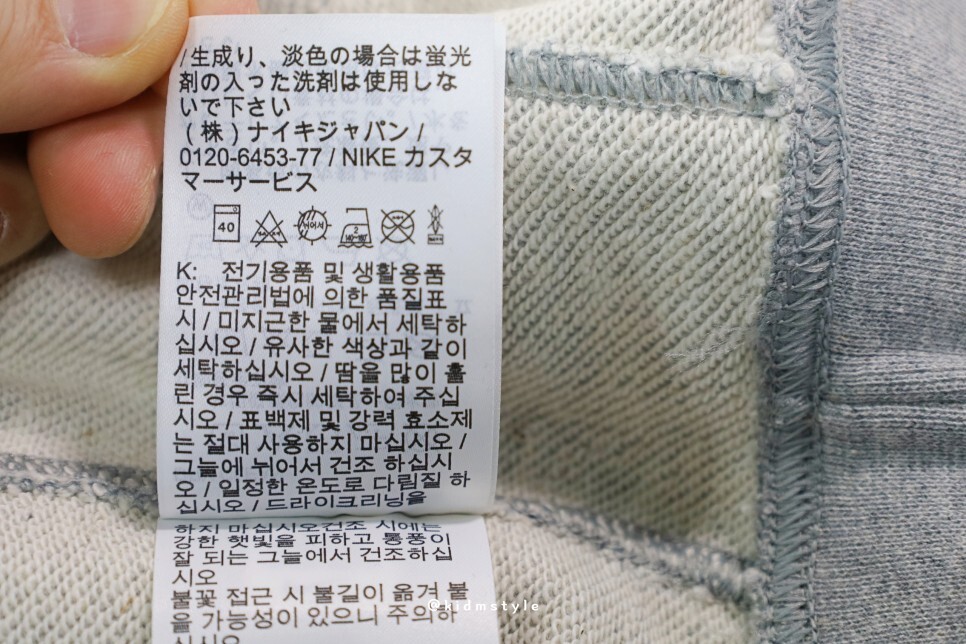 /生成り、淡色の場合は蛍光
剤の入った洗剤は使用しな
いで下さい
(株)ナイキジャパン /
0120-6453-77 / NIKE カスタ
マーサービス
40
뉘어서
2
140~160℃
K: 전기용품 및 생활용품
안전관리법에 의한 품질표
시 / 미지근한 물에서 세탁하
십시오 / 유사한 색상과 같이
세탁하십시오 / 땀을 많이 흘
린 경우 즉시 세탁하여 주십
시오 / 표백제 및 강력 효소제
는 절대 사용하지 마십시오 /
그늘에 뉘어서 건조 하십시
오 / 일정한 온도로 다림질 하
십시오 / 드라이크리닝을
하지 마십시오건조 시에는
강한 햇빛을 피하고 통풍이
잘 되는 그늘에서 건조하십
시오
불꽃 접근 시 불길이 옮겨 붙
을 가능성이 있으니 주의하
십시오
@kidmstyle